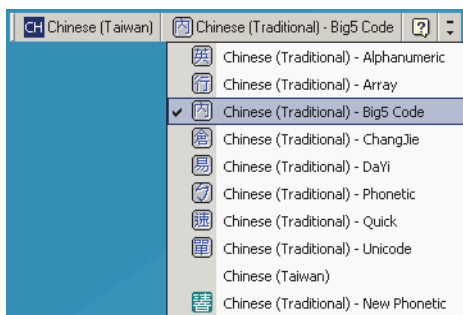 CH Chinese (Taiwan) 內 Chinese (Traditional) - Big5 Code
英 Chinese (Traditional) - Alphanumeric
行 Chinese (Traditional) - Array
內 Chinese (Traditional) - Big5 Code
倉 Chinese (Traditional) - ChangJie
易 Chinese (Traditional) - DaYi
ㄅ Chinese (Traditional) - Phonetic
速 Chinese (Traditional) - Quick
單 Chinese (Traditional) - Unicode
Chinese (Taiwan)
Chinese (Traditional) - New Phonetic